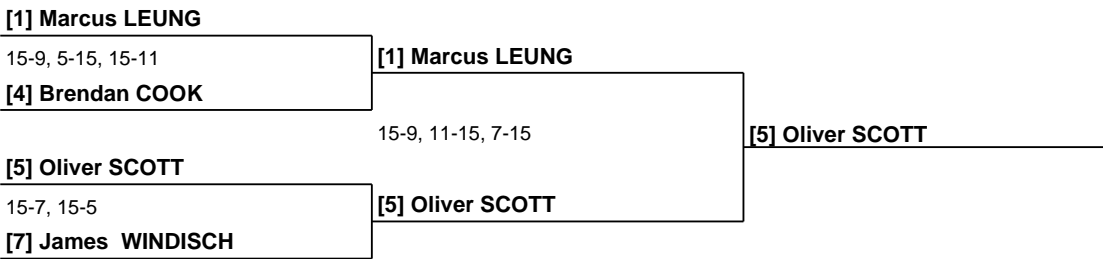 [1] Marcus LEUNG
15-9, 5-15, 15-11
[1] Marcus LEUNG
[4] Brendan COOK
15-9, 11-15, 7-15
[5] Oliver SCOTT
[5] Oliver SCOTT
15-7, 15-5
[5] Oliver SCOTT
[7] James  WINDISCH